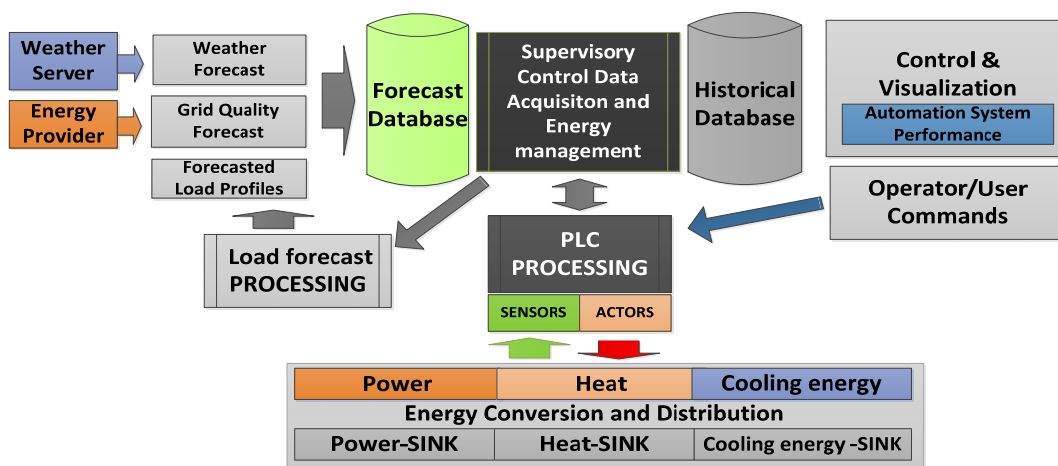 Weather
Server
Weather
Forecast
Energy
Provider
Grid Quality
Forecast
Forecasted
Load Profiles
Load forecast
PROCESSING
Forecast
Database
Supervisory
Control Data
Acquisiton and
Energy
management
Historical
Database
Control &
Visualization
Automation System
Performance
Operator/User
Commands
PLC
PROCESSING
SENSORS
ACTORS
Power
Heat
Cooling energy
Energy Conversion and Distribution
Power-SINK
Heat-SINK
Cooling energy -SINK